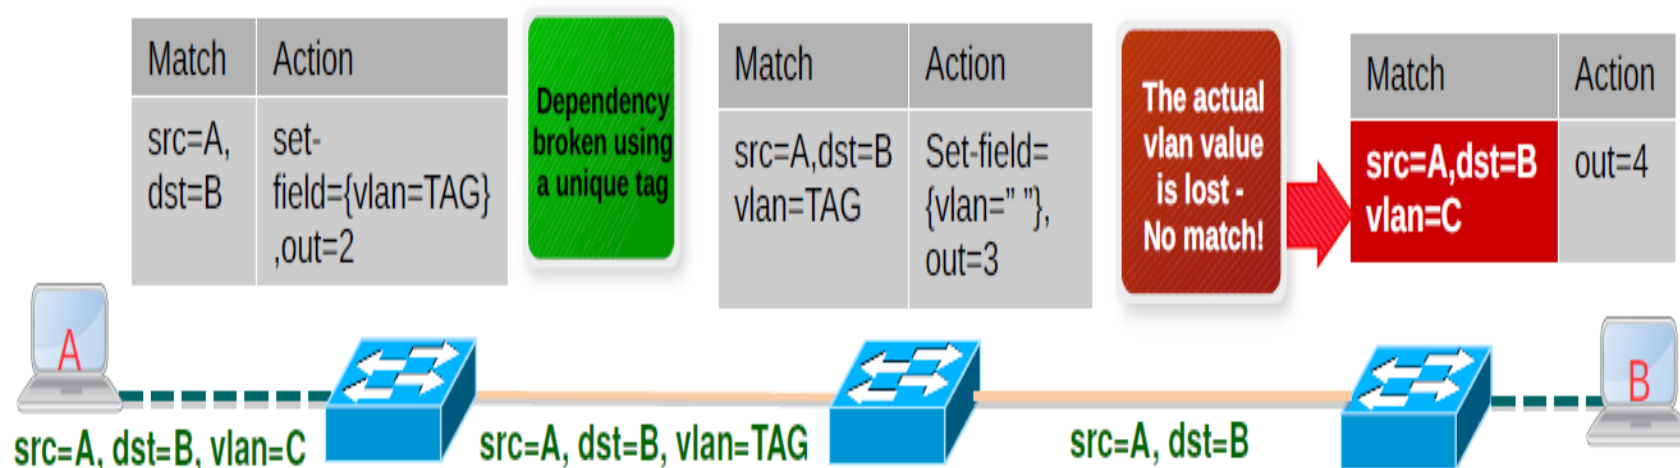 Match Action
src=A, set-
dst=B field={vlan=TAG}
,out=2
Dependency
broken using
a unique tag
Match Action
src=A,dst=B Set-field=
vlan=TAG {vlan=” ”},
out=3
The actual
vlan value
is lost -
No match!
Match Action
src=A,dst=B out=4
vlan=C
A
B
src=A, dst=B, vlan=C
src=A, dst=B, vlan=TAG
src=A, dst=B